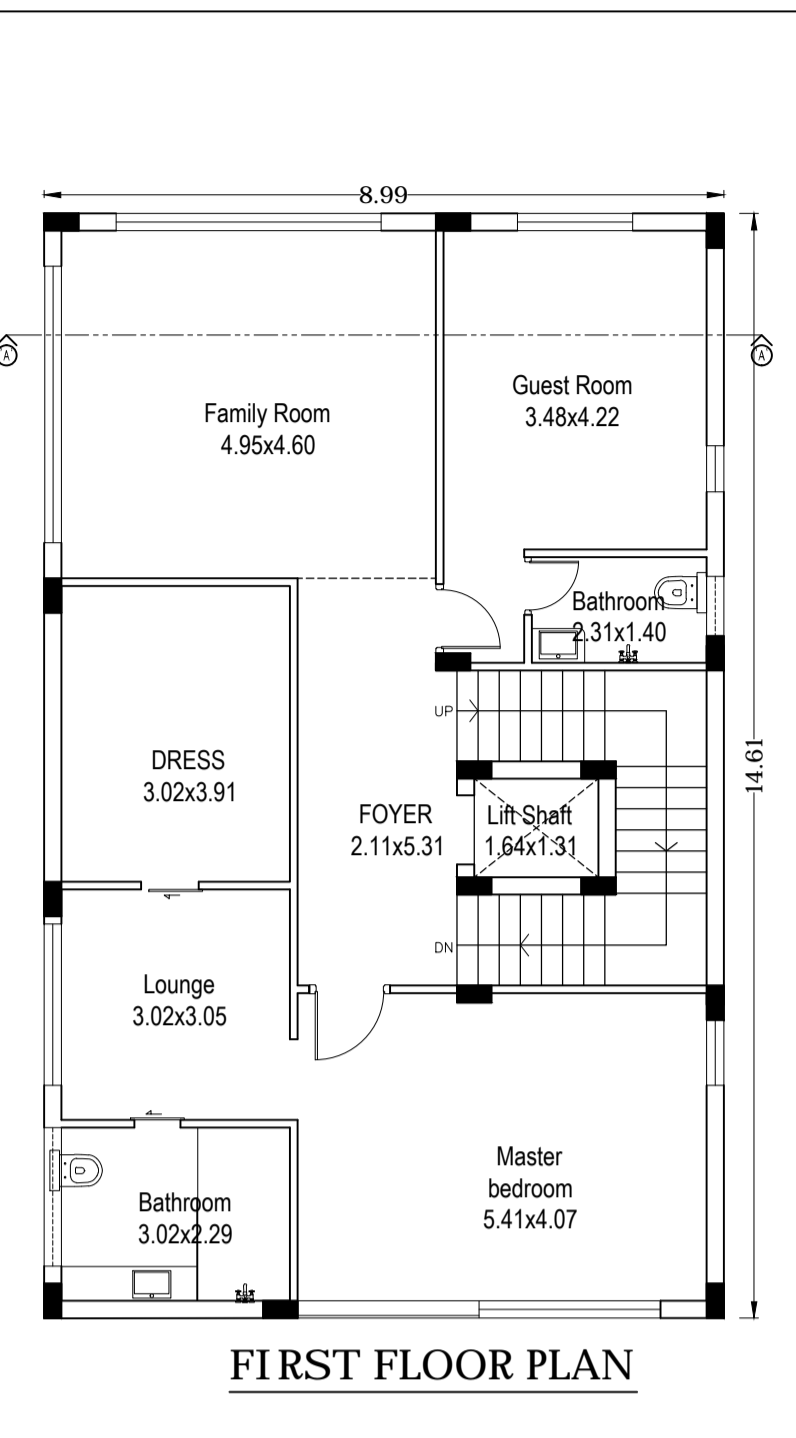 8.99
A
A
Guest Room
3.48x4.22
Family Room
4.95x4.60
Bathroom
2.31x1.40
UP
14.61
DRESS
3.02x3.91
FOYER
2.11x5.31
Lift Shaft
1.64x1.31
DN
Lounge
3.02x3.05
Master
bedroom
5.41x4.07
Bathroom
3.02x2.29
FIRST FLOOR PLAN